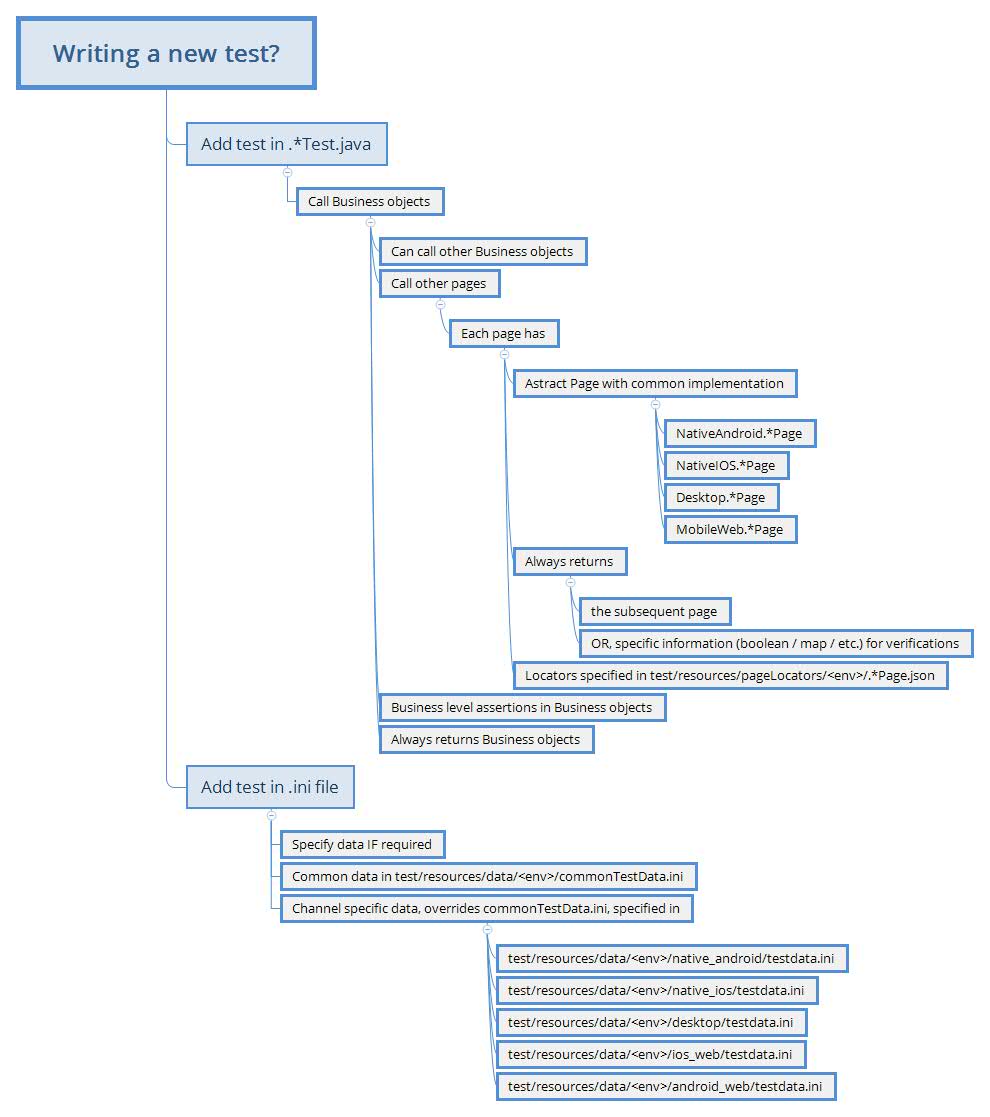 Writing a new test?
Add test in .*Test.java
Call Business objects
Can call other Business objects
Call other pages
Each page has
Astract Page with common implementation
NativeAndroid.*Page
NativeIOS.*Page
Desktop.*Page
MobileWeb.*Page
Always returns
the subsequent page
OR, specific information (boolean / map / etc.) for verifications
Locators specified in test/resources/pageLocators/<env>/.*Page.json
Business level assertions in Business objects
Always returns Business objects
Add test in .ini file
Specify data IF required
Common data in test/resources/data/<env>/commonTestData.ini
Channel specific data, overrides commonTestData.ini, specified in
test/resources/data/<env>/native_android/testdata.ini
test/resources/data/<env>/native_ios/testdata.ini
test/resources/data/<env>/desktop/testdata.ini
test/resources/data/<env>/ios_web/testdata.ini
test/resources/data/<env>/android_web/testdata.ini